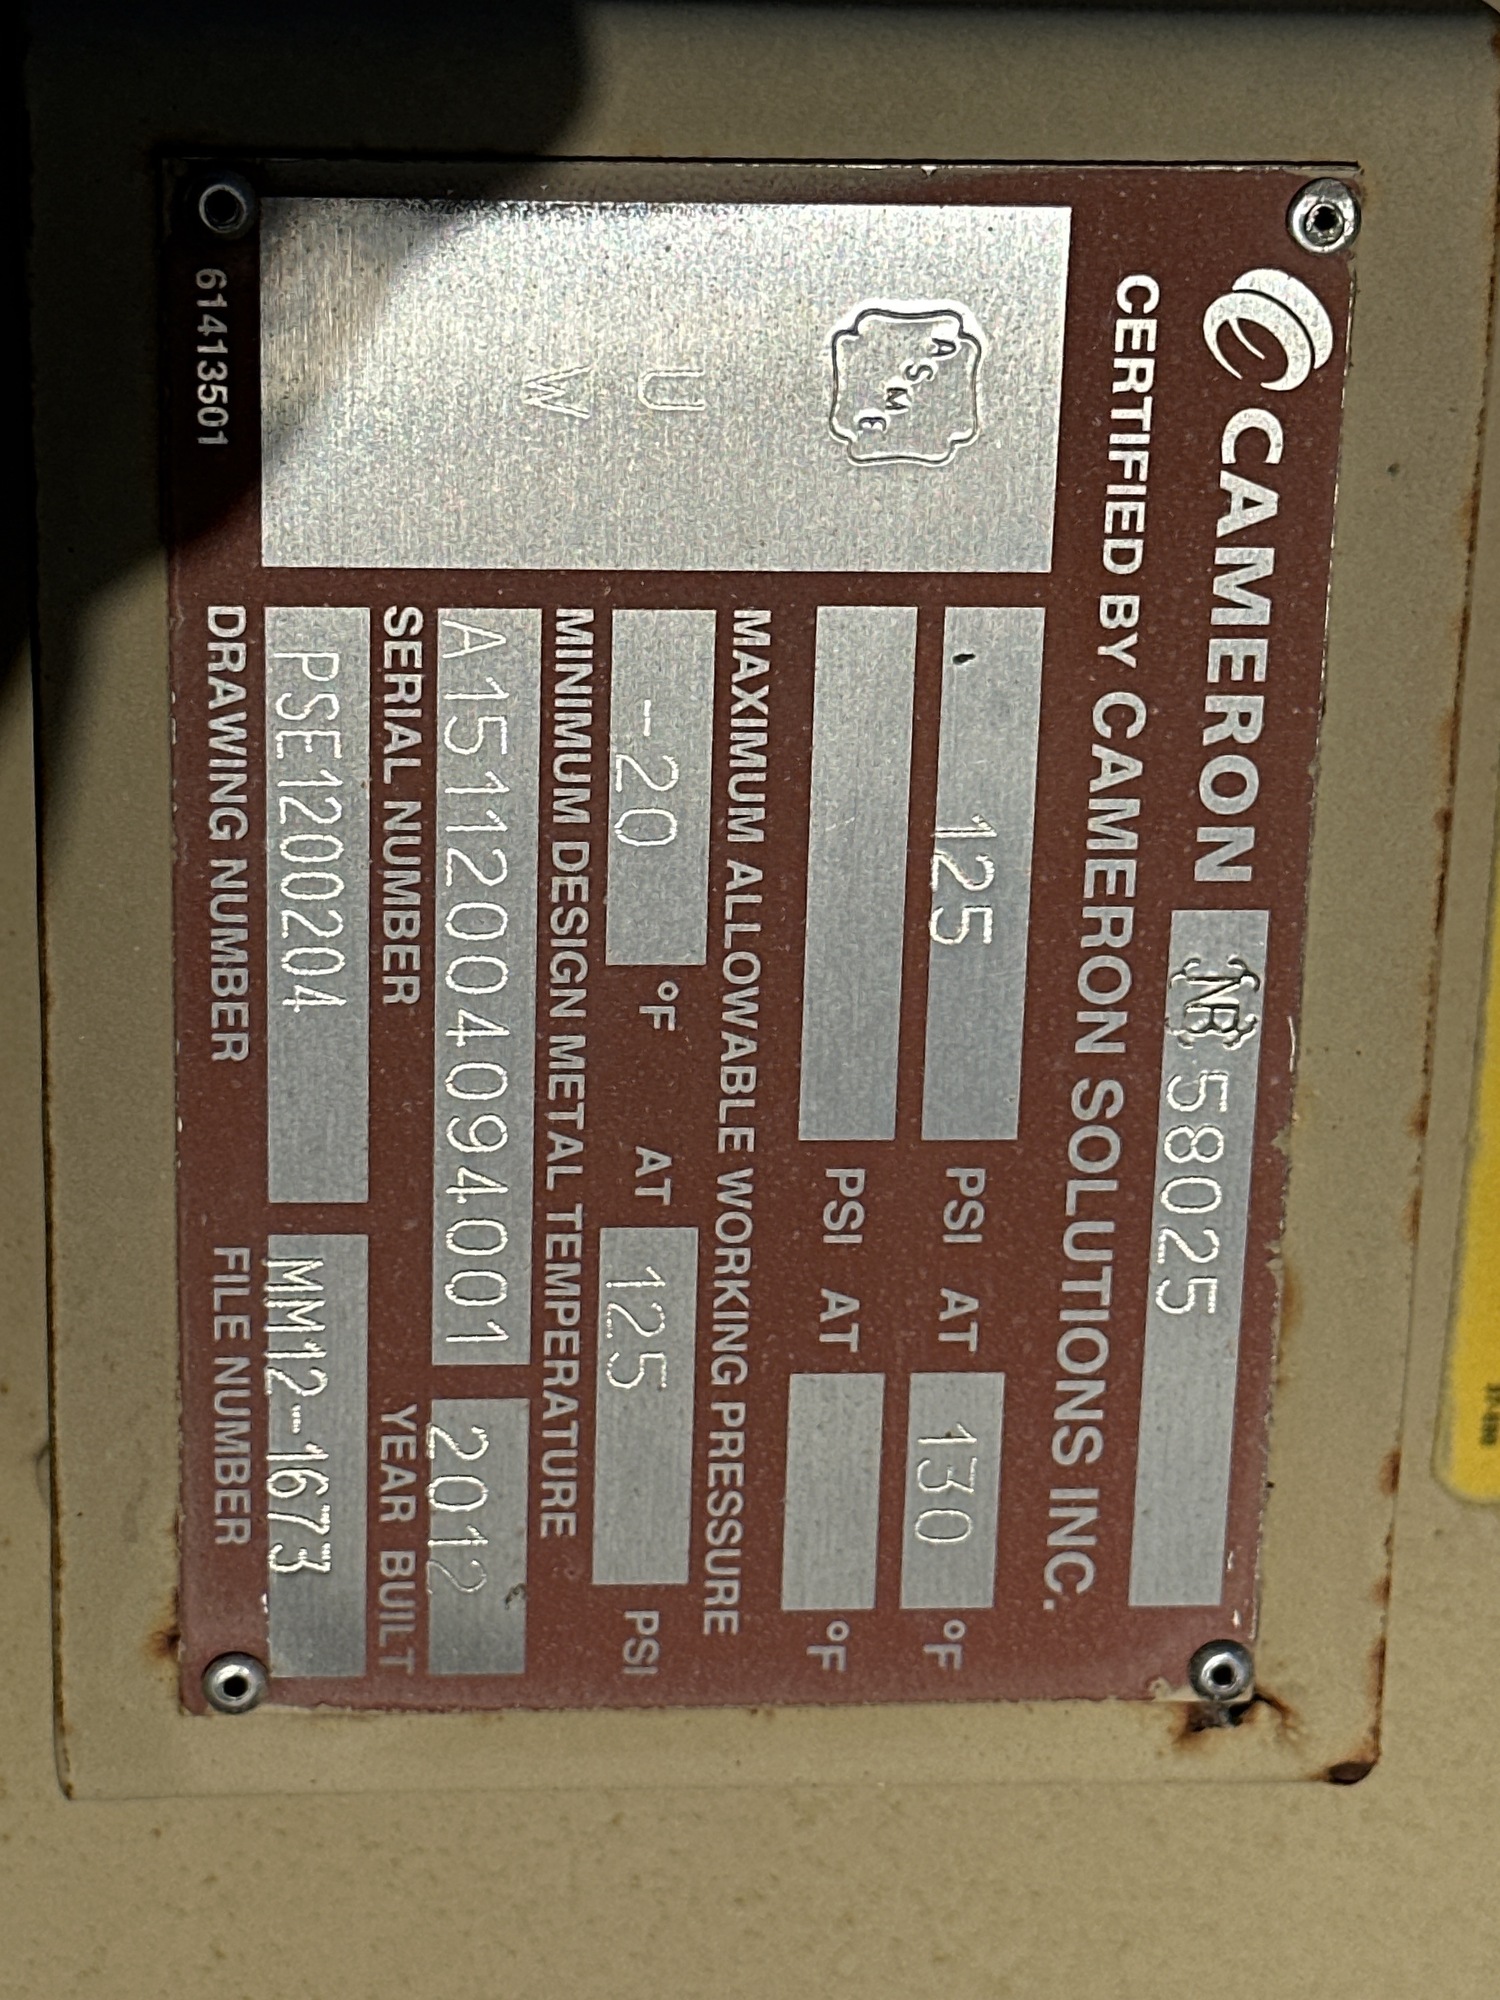 CAMERON NB 58025
CERTIFIED BY CAMERON SOLUTIONS INC.
ASME
U
W
125 PSI AT 130 °F
PSI AT °F
MAXIMUM ALLOWABLE WORKING PRESSURE
-20 °F AT 125 PSI
MINIMUM DESIGN METAL TEMPERATURE
A15112004094001 2012
SERIAL NUMBER YEAR BUILT
PSE1200204 MM12-1673
DRAWING NUMBER FILE NUMBER
61413501